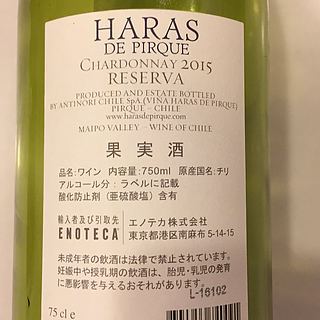 HARAS
DE PIRQUE
CHARDONNAY 2015
RESERVA
PRODUCED AND ESTATE BOTTLED
BY ANTINORI CHILE SpA (VIÑA HARAS DE PIRQUE)
PIRQUE – CHILE
www.harasdepirque.com
MAIPO VALLEY – WINE OF CHILE
果実酒
品名:ワイン 内容量:750ml 原産国名:チリ
アルコール分:ラベルに記載
酸化防止剤(亜硫酸塩)含有
輸入者及び引取先 エノテカ株式会社
ENOTECA 東京都港区南麻布 5-14-15
未成年者の飲酒は法律で禁止されています。
妊娠中や授乳期の飲酒は、胎児・乳児の発育
に悪影響を与えるおそれがあります。
L-16102
75 cl e